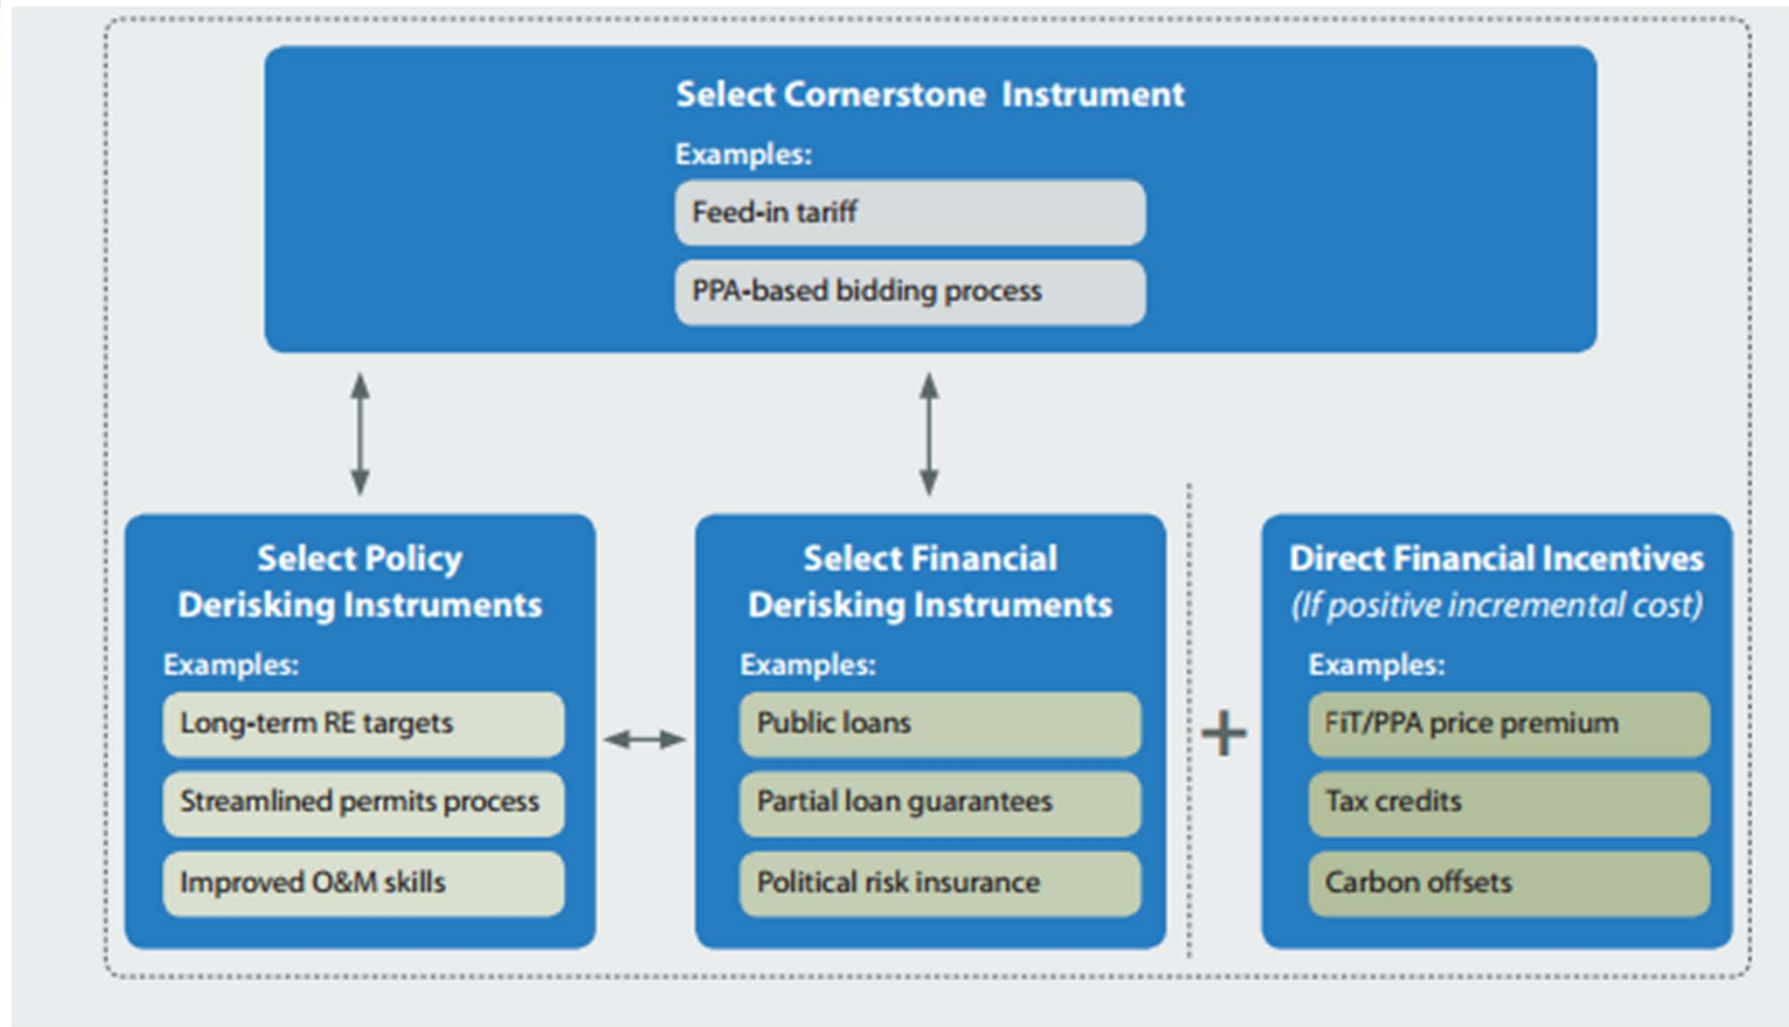 Select Cornerstone Instrument
Examples:
Feed-in tariff
PPA-based bidding process
Select Policy
Derisking Instruments
Examples:
Long-term RE targets
Streamlined permits process
Improved O&M skills
Select Financial
Derisking Instruments
Examples:
Public loans
Partial loan guarantees
Political risk insurance
+
Direct Financial Incentives
(If positive incremental cost)
Examples:
FiT/PPA price premium
Tax credits
Carbon offsets